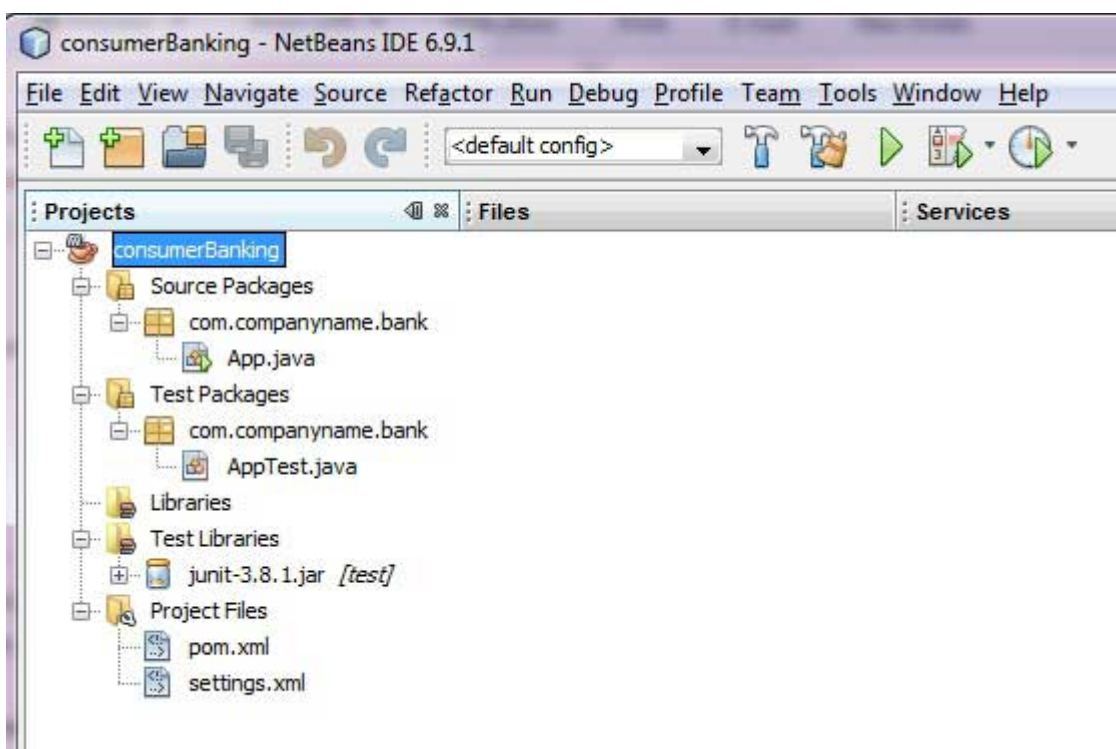 consumerBanking - NetBeans IDE 6.9.1
File Edit View Navigate Source Refactor Run Debug Profile Team Tools Window Help
<default config>
Projects Files Services
consumerBanking
Source Packages
com.companyname.bank
App.java
Test Packages
com.companyname.bank
AppTest.java
Libraries
Test Libraries
junit-3.8.1.jar [test]
Project Files
pom.xml
settings.xml